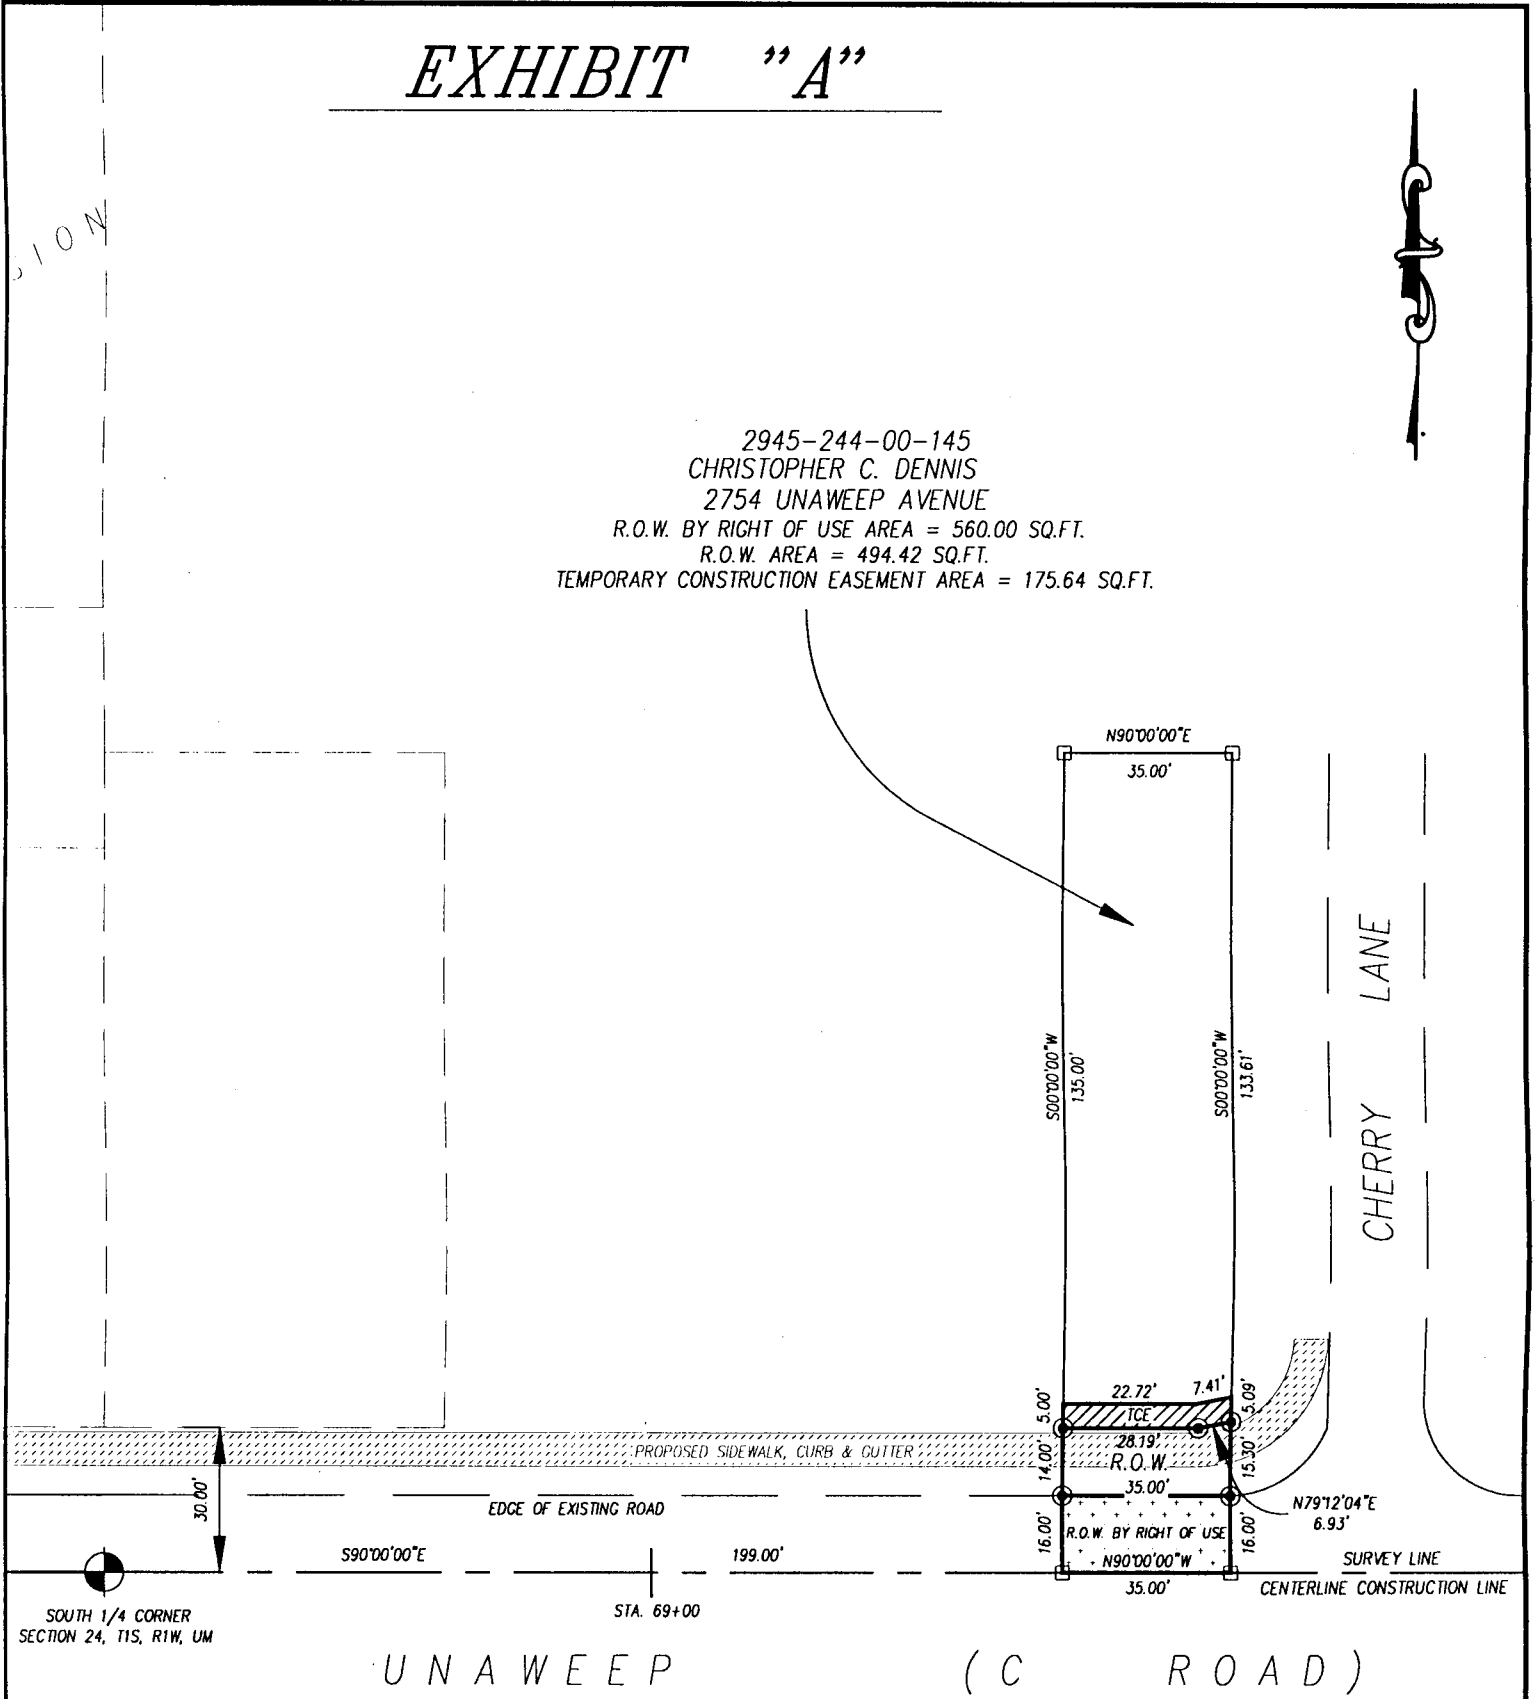 EXHIBIT "A"
SION
2945-244-00-145
CHRISTOPHER C. DENNIS
2754 UNAWEEP AVENUE
R.O.W. BY RIGHT OF USE AREA = 560.00 SQ.FT.
R.O.W. AREA = 494.42 SQ.FT.
TEMPORARY CONSTRUCTION EASEMENT AREA = 175.64 SQ.FT.
N90°00'00"E
35.00'
S00°00'00"W
135.00'
S00°00'00"W
133.61'
CHERRY LANE
22.72'
7.41'
5.00'
TCE
5.09'
28.19'
14.00'
R.O.W.
15.30'
PROPOSED SIDEWALK, CURB & GUTTER
35.00'
30.00'
EDGE OF EXISTING ROAD
N79°12'04"E
6.93'
16.00'
R.O.W. BY RIGHT OF USE
16.00'
S90°00'00"E
199.00'
N90°00'00"W
35.00'
SURVEY LINE
CENTERLINE CONSTRUCTION LINE
STA. 69+00
SOUTH 1/4 CORNER
SECTION 24, T1S, R1W, UM
UNAWEEP (C ROAD)